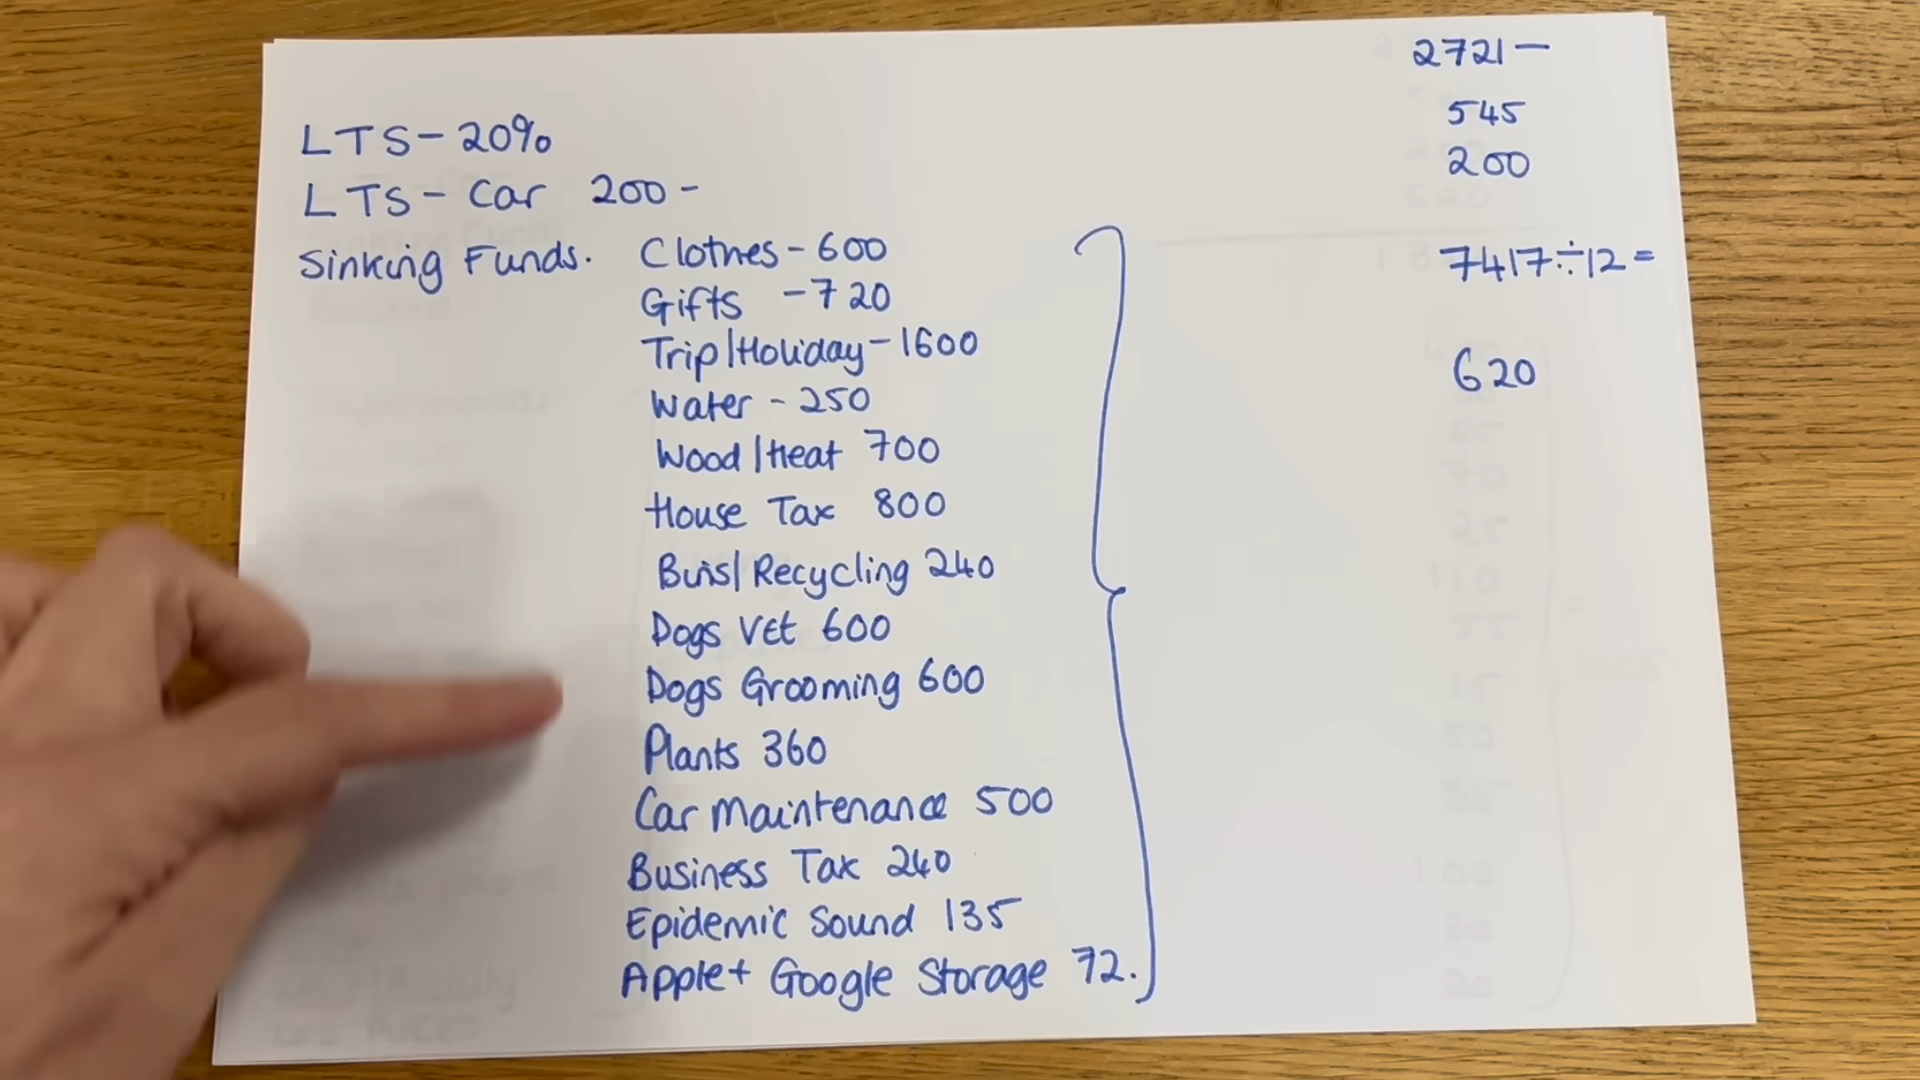 2721 —
LTS - 20% 545
LTS - Car 200 - 200
Sinking Funds. Clothes - 600 7417 ÷ 12 =
Gifts - 720
Trip/Holiday - 1600 620
Water - 250
Wood/Heat 700
House Tax 800
Bins/Recycling 240
Dogs Vet 600
Dogs Grooming 600
Plants 360
Car Maintenance 500
Business Tax 240
Epidemic Sound 135
Apple + Google Storage 72.